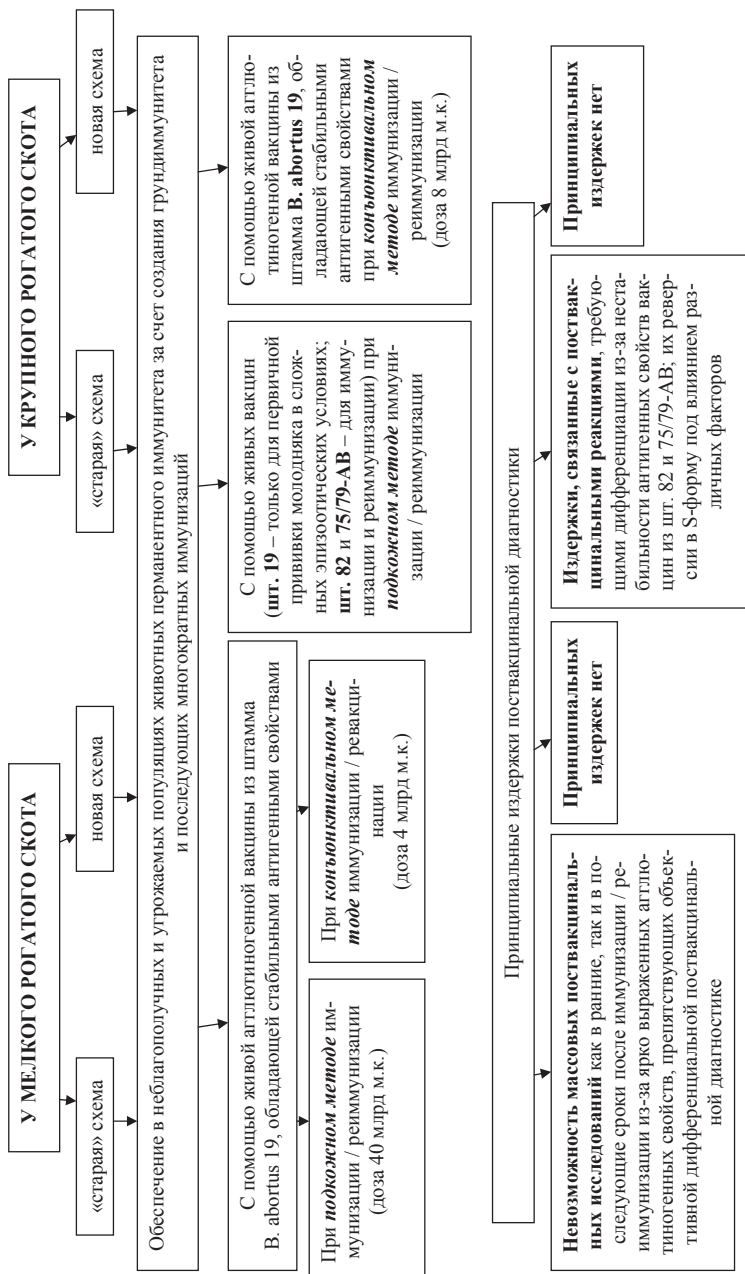 У МЕЛКОГО РОГАТОГО СКОТА
У КРУПНОГО РОГАТОГО СКОТА
«старая» схема
новая схема
«старая» схема
новая схема
Обеспечение в неблагополучных и угрожаемых популяциях животных перманентного иммунитета за счет создания грундиммунитета
и последующих многократных иммунизаций
С помощью живой агглютиногенной вакцины из штамма
B. abortus 19, обладающей стабильными антигенными свойствами
При подкожном методе им-
мунизации / реиммунизации
(доза 40 млрд м.к.)
При конъюнктивальном ме-
тоде иммунизации / ревакци-
нации
(доза 4 млрд м.к.)
С помощью живых вакцин
(шт. 19 – только для первичной
прививки молодняка в слож-
ных эпизоотических условиях;
шт. 82 и 75/79-АВ – для имму-
низации и реиммунизации) при
подкожном методе иммуни-
зации / реиммунизации
С помощью живой агглю-
тиногенной вакцины из
штамма B. abortus 19, об-
ладающей стабильными
антигенными свойствами
при конъюнктивальном
методе иммунизации /
реиммунизации
(доза 8 млрд м.к.)
Принципиальные издержки поствакцинальной диагностики
Невозможность массовых поствакциналь-
ных исследований как в ранние, так и в по-
следующие сроки после иммунизации / ре-
иммунизации из-за ярко выраженных агглю-
тиногенных свойств, препятствующих объек-
тивной дифференциальной поствакциналь-
ной диагностике
Принципиальных
издержек нет
Издержки, связанные с поствак-
цинальными реакциями, требую-
щими дифференциации из-за неста-
бильности антигенных свойств вак-
цин из шт. 82 и 75/79-АВ; их ревер-
сии в S-форму под влиянием раз-
личных факторов
Принципиальных
издержек нет